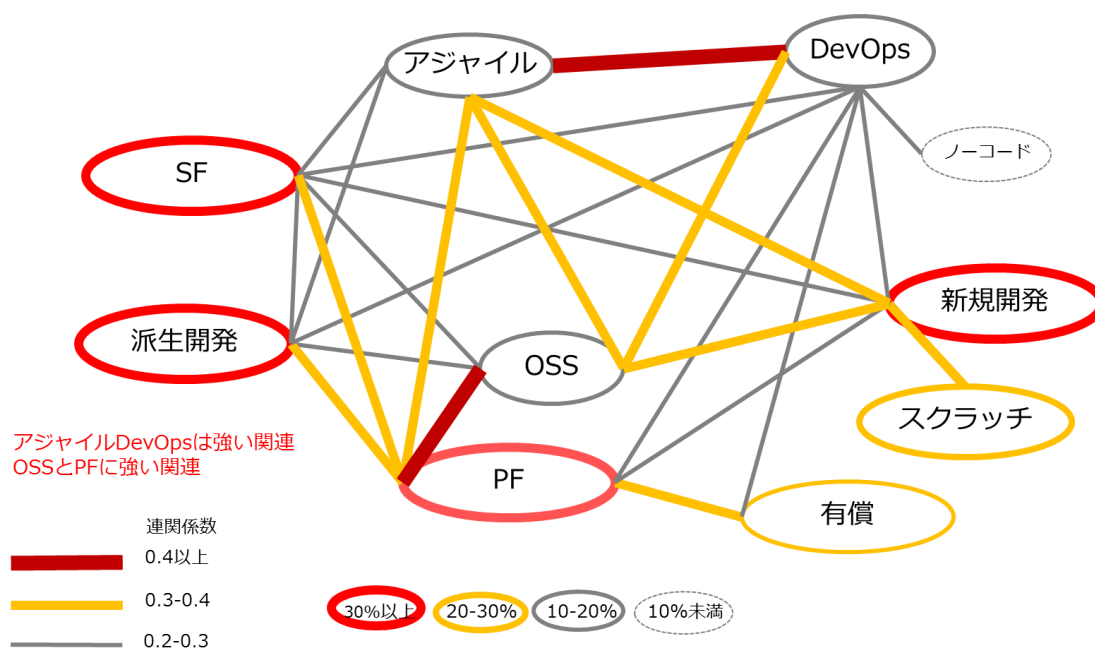 アジャイル
DevOps
ノーコード
SF
新規開発
派生開発
OSS
スクラッチ
アジャイルDevOpsは強い関連
OSSとPFに強い関連
PF
有償
連関係数
0.4以上
0.3-0.4
0.2-0.3
30%以上
20-30%
10-20%
10%未満